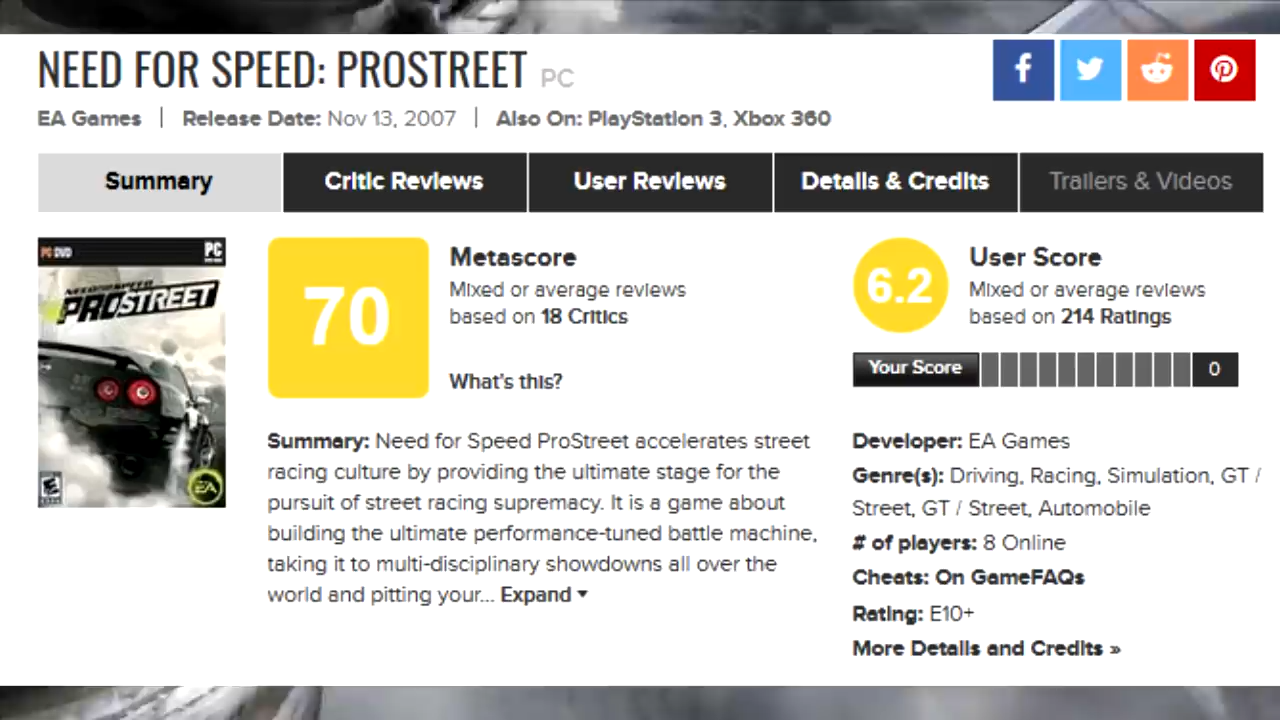 NEED FOR SPEED: PROSTREET PC
EA Games | Release Date: Nov 13, 2007 | Also On: PlayStation 3, Xbox 360
Summary
Critic Reviews
User Reviews
Details & Credits
Trailers & Videos
PC DVD
PC
NEED FOR SPEED
PROSTREET
E
EA
70
Metascore
Mixed or average reviews
based on 18 Critics
What's this?
6.2
User Score
Mixed or average reviews
based on 214 Ratings
Your Score 0
Summary: Need for Speed ProStreet accelerates street
racing culture by providing the ultimate stage for the
pursuit of street racing supremacy. It is a game about
building the ultimate performance-tuned battle machine,
taking it to multi-disciplinary showdowns all over the
world and pitting your... Expand
Developer: EA Games
Genre(s): Driving, Racing, Simulation, GT /
Street, GT / Street, Automobile
# of players: 8 Online
Cheats: On GameFAQs
Rating: E10+
More Details and Credits »